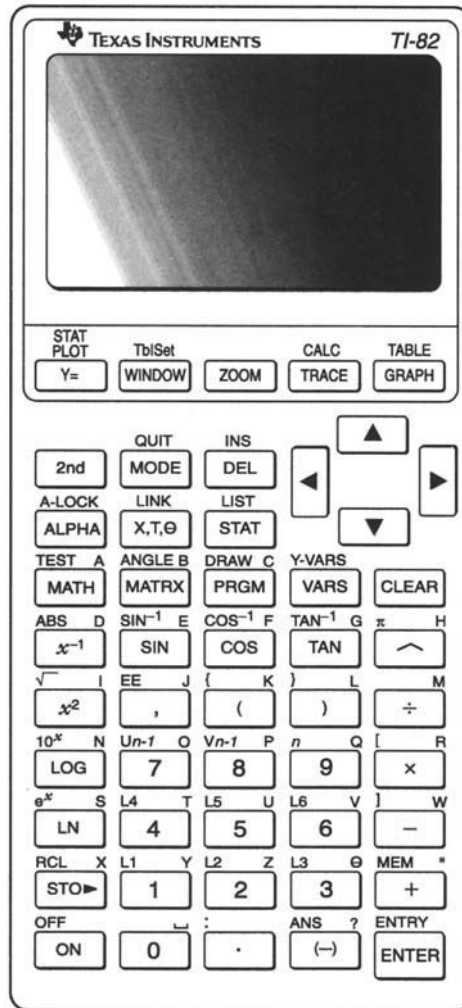 TEXAS INSTRUMENTS TI-82
STAT
PLOT TblSet CALC TABLE
Y= WINDOW ZOOM TRACE GRAPH
QUIT INS
2nd MODE DEL
A-LOCK LINK LIST
ALPHA X,T,Θ STAT
TEST A ANGLE B DRAW C Y-VARS
MATH MATRX PRGM VARS CLEAR
ABS D SIN⁻¹ E COS⁻¹ F TAN⁻¹ G π H
x⁻¹ SIN COS TAN ^
√ I EE J { K } L M
x² , ( ) ÷
10ˣ N Un-1 O Vn-1 P n Q [ R
LOG 7 8 9 ×
eˣ S L4 T L5 U L6 V ] W
LN 4 5 6 −
RCL X L1 Y L2 Z L3 Θ MEM "
STO► 1 2 3 +
OFF ␣ : ANS ? ENTRY
ON 0 . (—) ENTER